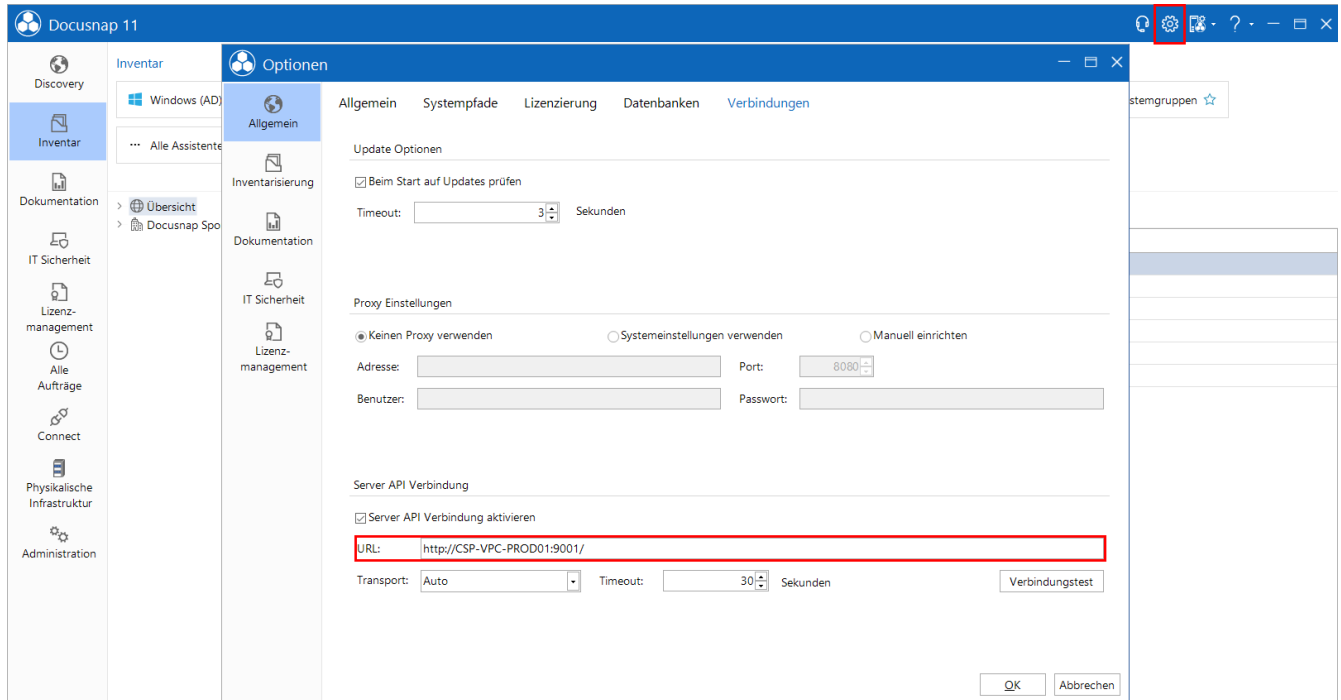 Docusnap 11
?
Discovery
Inventar
Dokumentation
IT Sicherheit
Lizenz-
management
Alle
Aufträge
Connect
Physikalische
Infrastruktur
Administration
Inventar
Windows (AD)
... Alle Assistente
Übersicht
Docusnap Spo
stemgruppen
Optionen
Allgemein
Inventarisierung
Dokumentation
IT Sicherheit
Lizenz-
management
Allgemein Systempfade Lizenzierung Datenbanken Verbindungen
Update Optionen
Beim Start auf Updates prüfen
Timeout: 3 Sekunden
Proxy Einstellungen
Keinen Proxy verwenden Systemeinstellungen verwenden Manuell einrichten
Adresse: Port: 8080
Benutzer: Passwort:
Server API Verbindung
Server API Verbindung aktivieren
URL: http://CSP-VPC-PROD01:9001/
Transport: Auto Timeout: 30 Sekunden Verbindungstest
OK Abbrechen